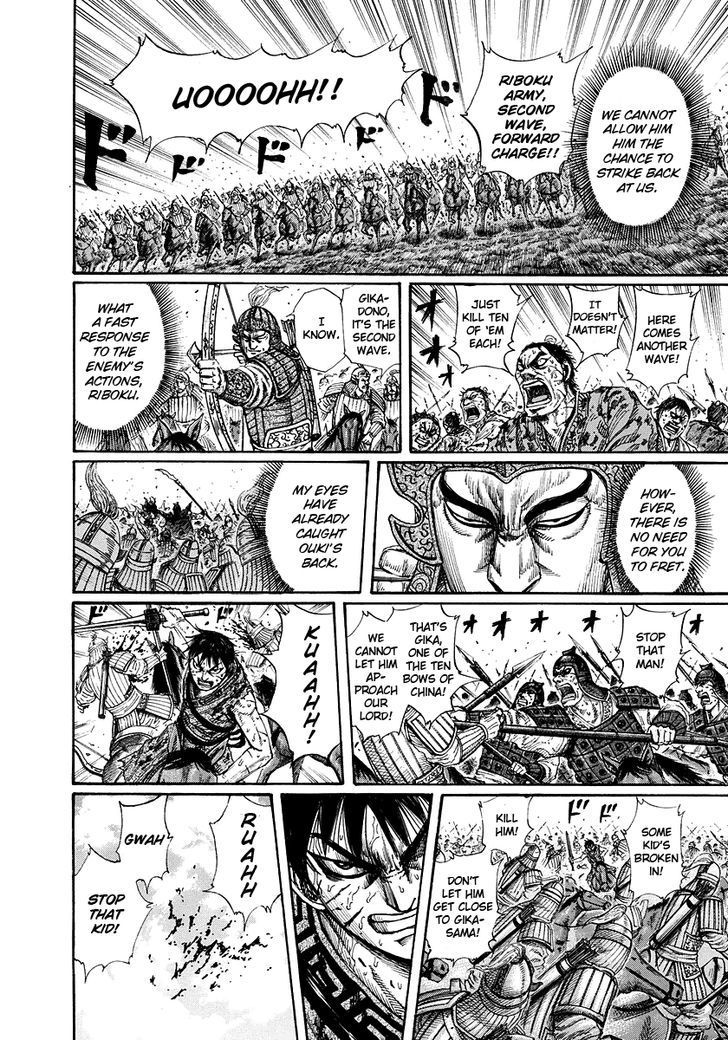 WE CANNOT
ALLOW HIM
HIM THE
CHANCE TO
STRIKE BACK
AT US.
RIBOKU
ARMY,
SECOND
WAVE,
FORWARD
CHARGE!!
UOOOOHH!!
ド
ド
ド
ド
ド
HERE
COMES
ANOTHER
WAVE!
IT
DOESN'T
MATTER!
JUST
KILL TEN
OF 'EM
EACH!
オオオ
GIKA-
DONO,
IT'S THE
SECOND
WAVE.
I
KNOW.
WHAT
A FAST
RESPONSE
TO THE
ENEMY'S
ACTIONS,
RIBOKU.
HOW-
EVER,
THERE
IS NO
NEED FOR
YOU TO
FRET.
MY EYES
HAVE
ALREADY
CAUGHT
OUKI'S
BACK.
STOP
THAT
MAN!
オオオオ
THAT'S
GIKA,
ONE OF
THE TEN
BOWS OF
CHINA!
WE
CANNOT
LET HIM
AP-
PROACH
OUR
LORD!
KUAAHH!
ドド
SOME
KID'S
BROKEN
IN!
ドド
KILL
HIM!
DON'T
LET HIM
GET CLOSE
TO GIKA-
SAMA!
RUAHH
GWAH
STOP
THAT
KID!